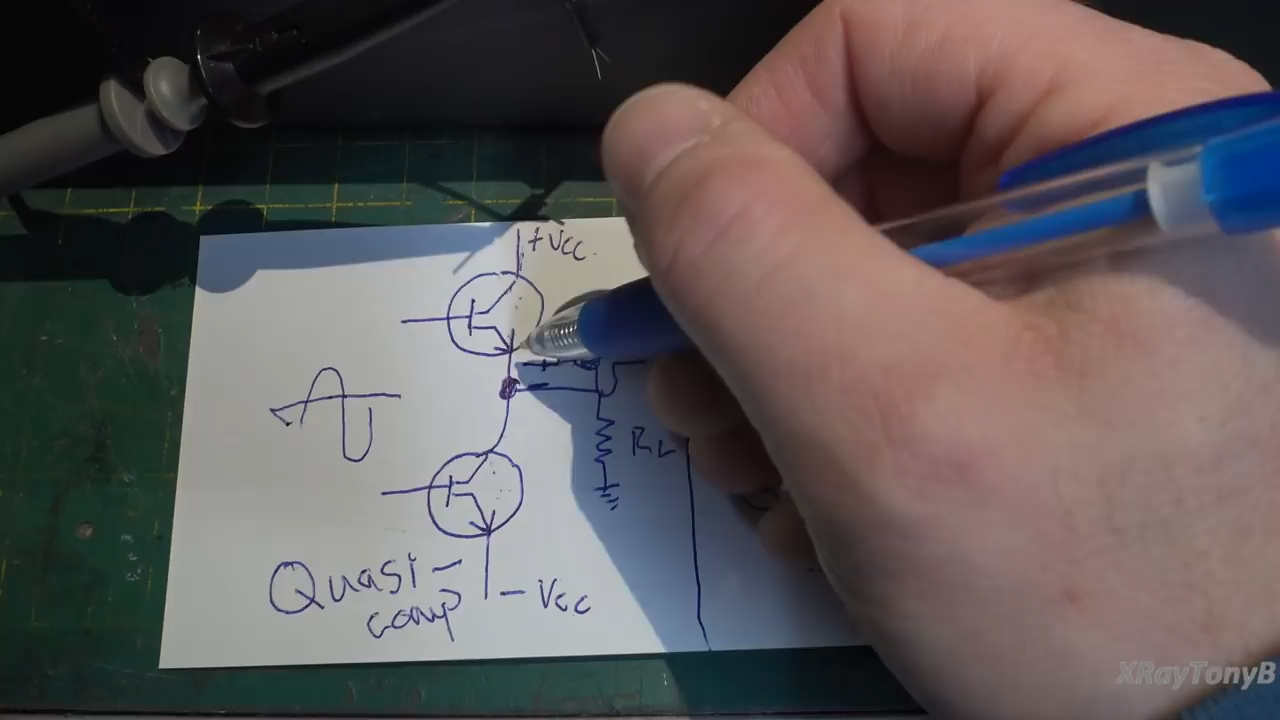 +Vcc.
RL
Quasi-
comp
-Vcc
XRayTonyB